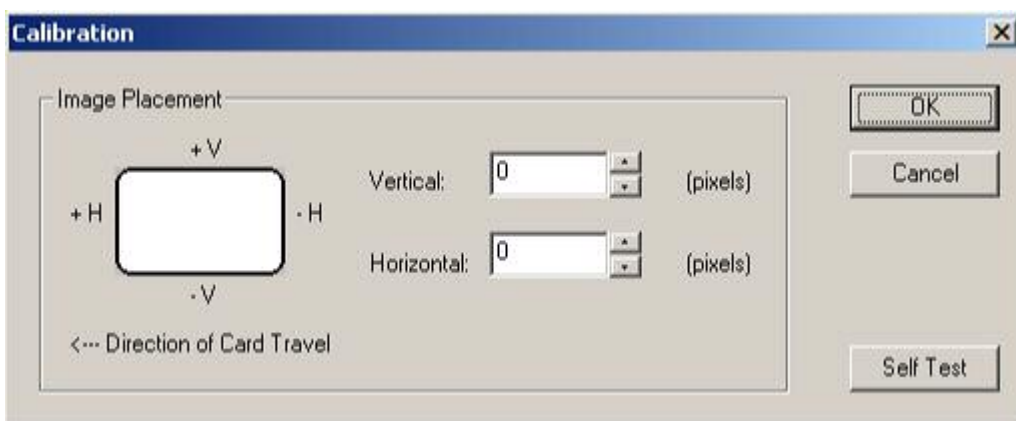 Calibration
Image Placement
+ V
+ H
- H
- V
<--- Direction of Card Travel
Vertical:
0
(pixels)
Horizontal:
0
(pixels)
OK
Cancel
Self Test